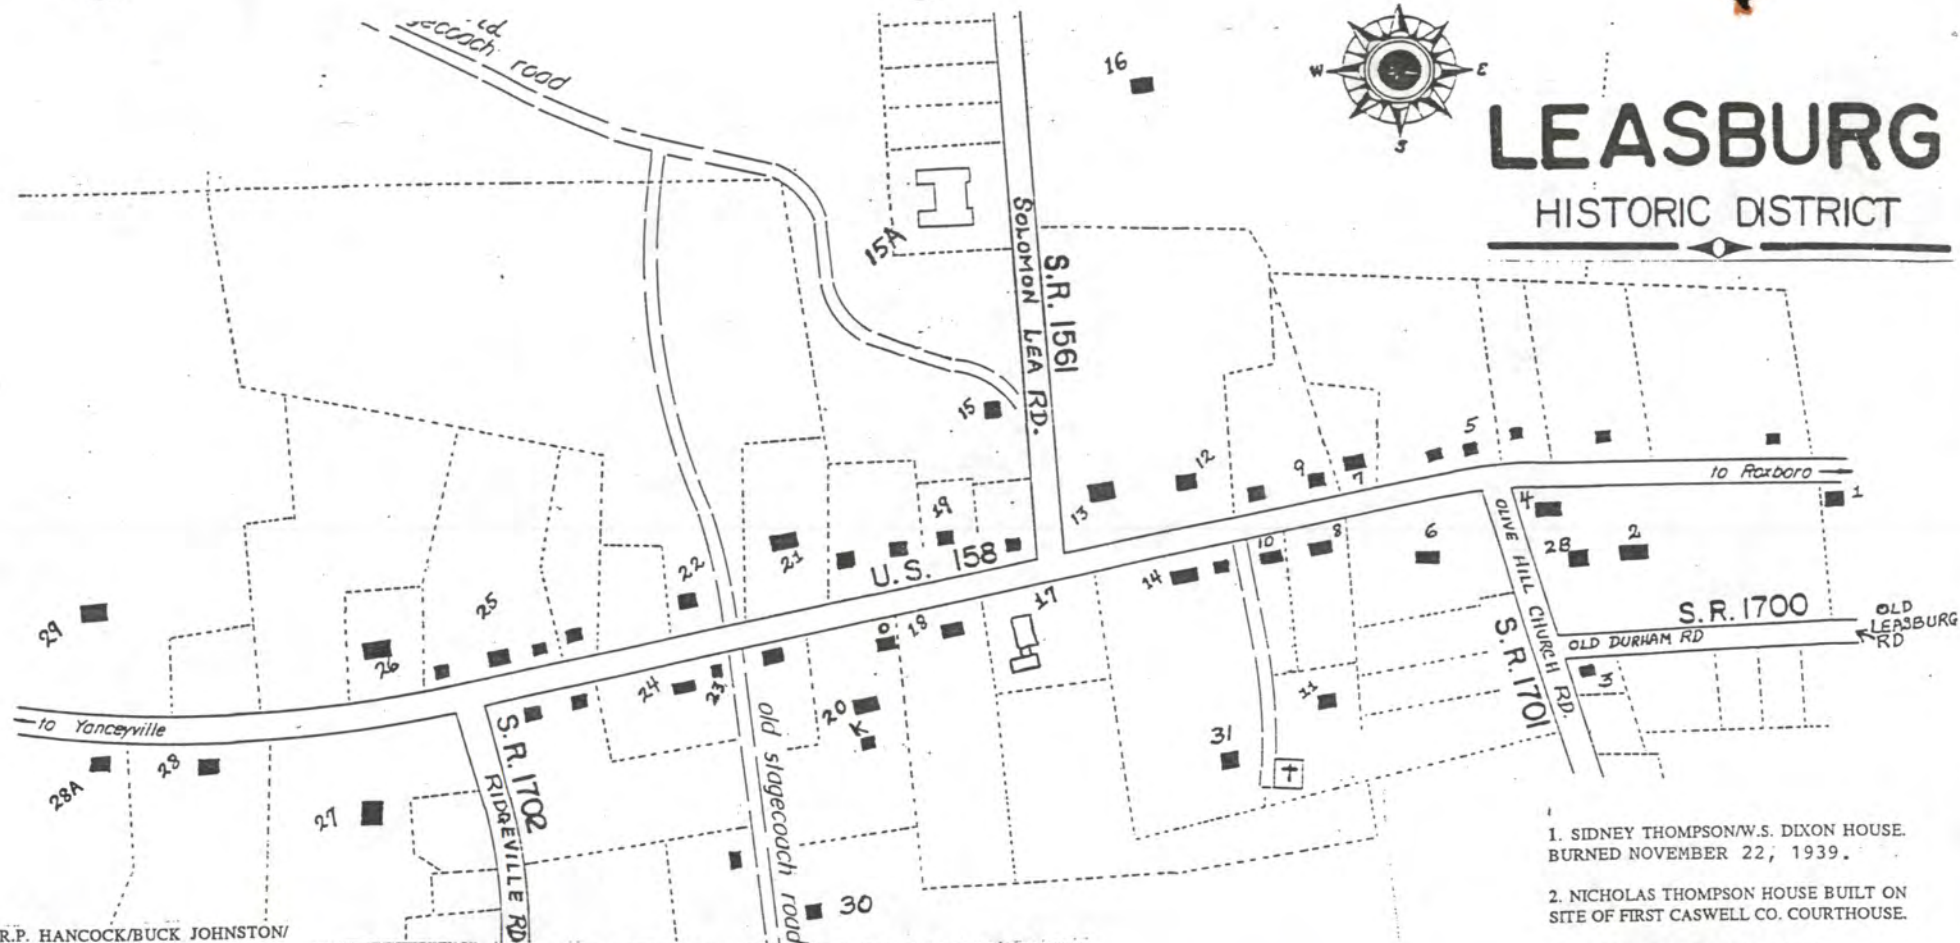 road
16
W
E
S
LEASBURG
HISTORIC DISTRICT
15A
SOLOMON LEA RD.
S.R. 1561
15
5
12
9
7
13
to Roxboro
1
4
OLIVE HILL CHURCH RD.
2B
2
6
8
10
14
19
21
U.S. 158
22
17
18
O
S.R. 1700
OLD DURHAM RD
OLD
LEASBURG
RD
S.R. 1701
3
11
31
29
25
26
24
23
20
K
old stagecoach road
to Yanceyville
28A
28
27
S.R. 1702
RIDGEVILLE RD
30
1. SIDNEY THOMPSON/W.S. DIXON HOUSE.
BURNED NOVEMBER 22, 1939.
2. NICHOLAS THOMPSON HOUSE BUILT ON
SITE OF FIRST CASWELL CO. COURTHOUSE.
R.P. HANCOCK/BUCK JOHNSTON/